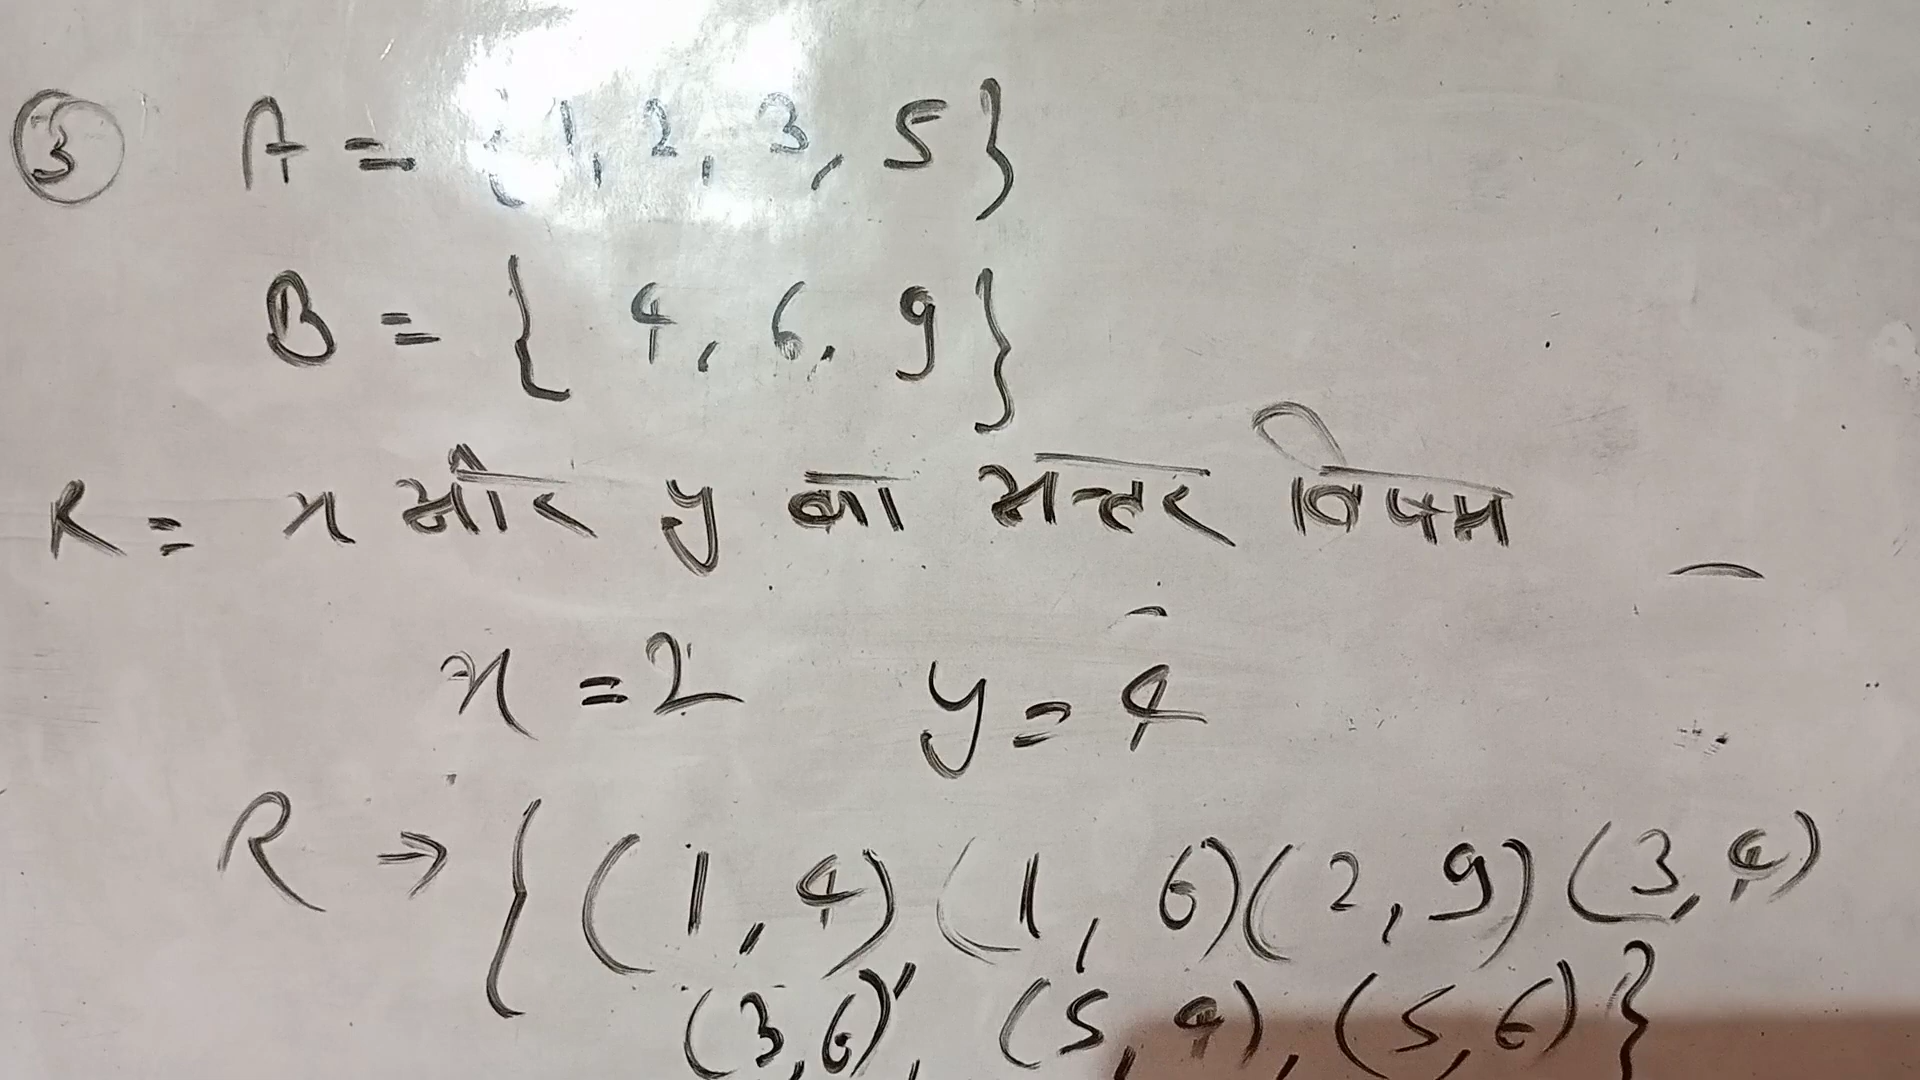 ③ A = {1, 2, 3, 5}
B = {4, 6, 9}
R = x और y का अन्तर विषम
x = 2 y = 4
R → {(1, 4) (1, 6) (2, 9) (3, 4)
(3, 6), (5, 4), (5, 6)}